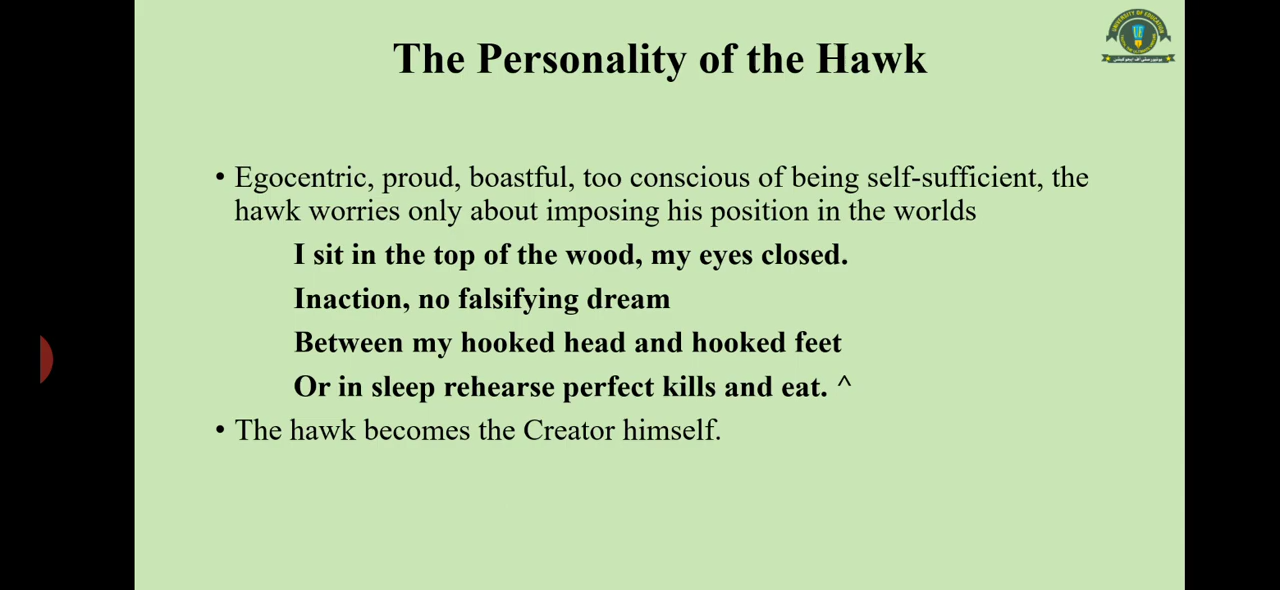 The Personality of the Hawk
UNIVERSITY OF EDUCATION
• Egocentric, proud, boastful, too conscious of being self-sufficient, the
hawk worries only about imposing his position in the worlds
I sit in the top of the wood, my eyes closed.
Inaction, no falsifying dream
Between my hooked head and hooked feet
Or in sleep rehearse perfect kills and eat. ^
• The hawk becomes the Creator himself.